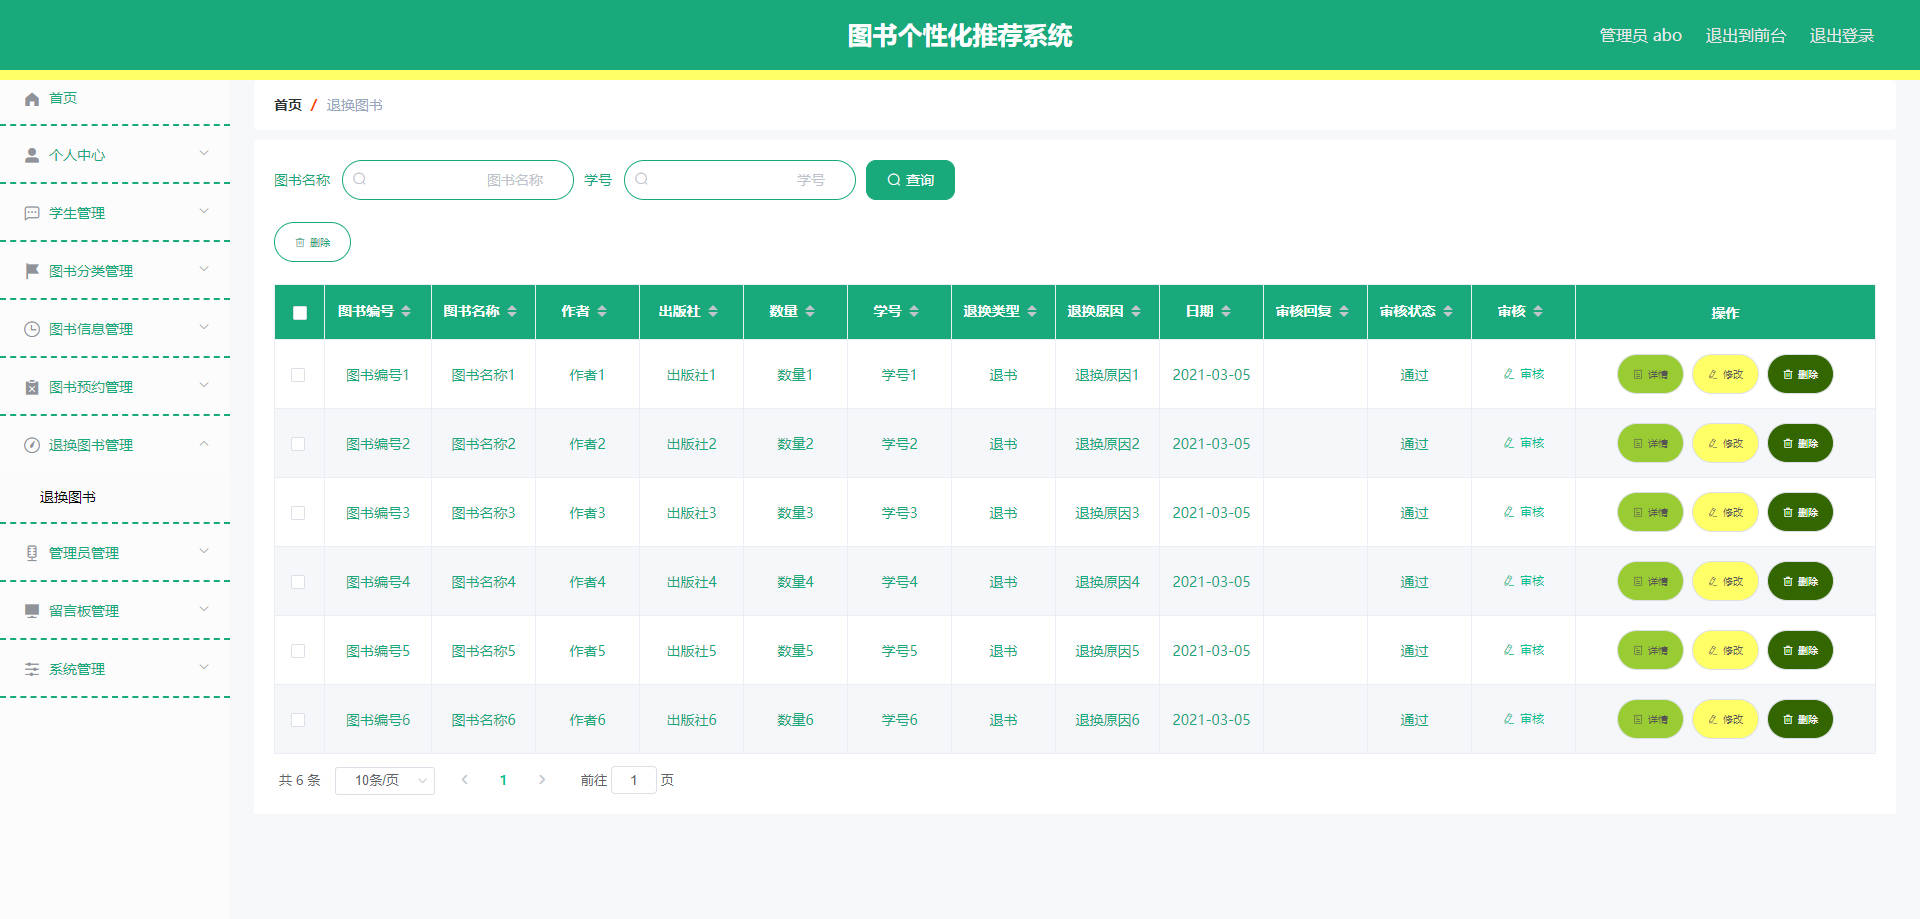 图书个性化推荐系统
管理员 abo 退出到前台 退出登录
首页
个人中心
学生管理
图书分类管理
图书信息管理
图书预约管理
退换图书管理
退换图书
管理员管理
留言板管理
系统管理
首页 / 退换图书
图书名称 图书名称 学号 学号 查询
删除
图书编号 图书名称 作者 出版社 数量 学号 退换类型 退换原因 日期 审核回复 审核状态 审核 操作
图书编号1 图书名称1 作者1 出版社1 数量1 学号1 退书 退换原因1 2021-03-05 通过 审核 详情 修改 删除
图书编号2 图书名称2 作者2 出版社2 数量2 学号2 退书 退换原因2 2021-03-05 通过 审核 详情 修改 删除
图书编号3 图书名称3 作者3 出版社3 数量3 学号3 退书 退换原因3 2021-03-05 通过 审核 详情 修改 删除
图书编号4 图书名称4 作者4 出版社4 数量4 学号4 退书 退换原因4 2021-03-05 通过 审核 详情 修改 删除
图书编号5 图书名称5 作者5 出版社5 数量5 学号5 退书 退换原因5 2021-03-05 通过 审核 详情 修改 删除
图书编号6 图书名称6 作者6 出版社6 数量6 学号6 退书 退换原因6 2021-03-05 通过 审核 详情 修改 删除
共 6 条 10条/页 1 前往 1 页